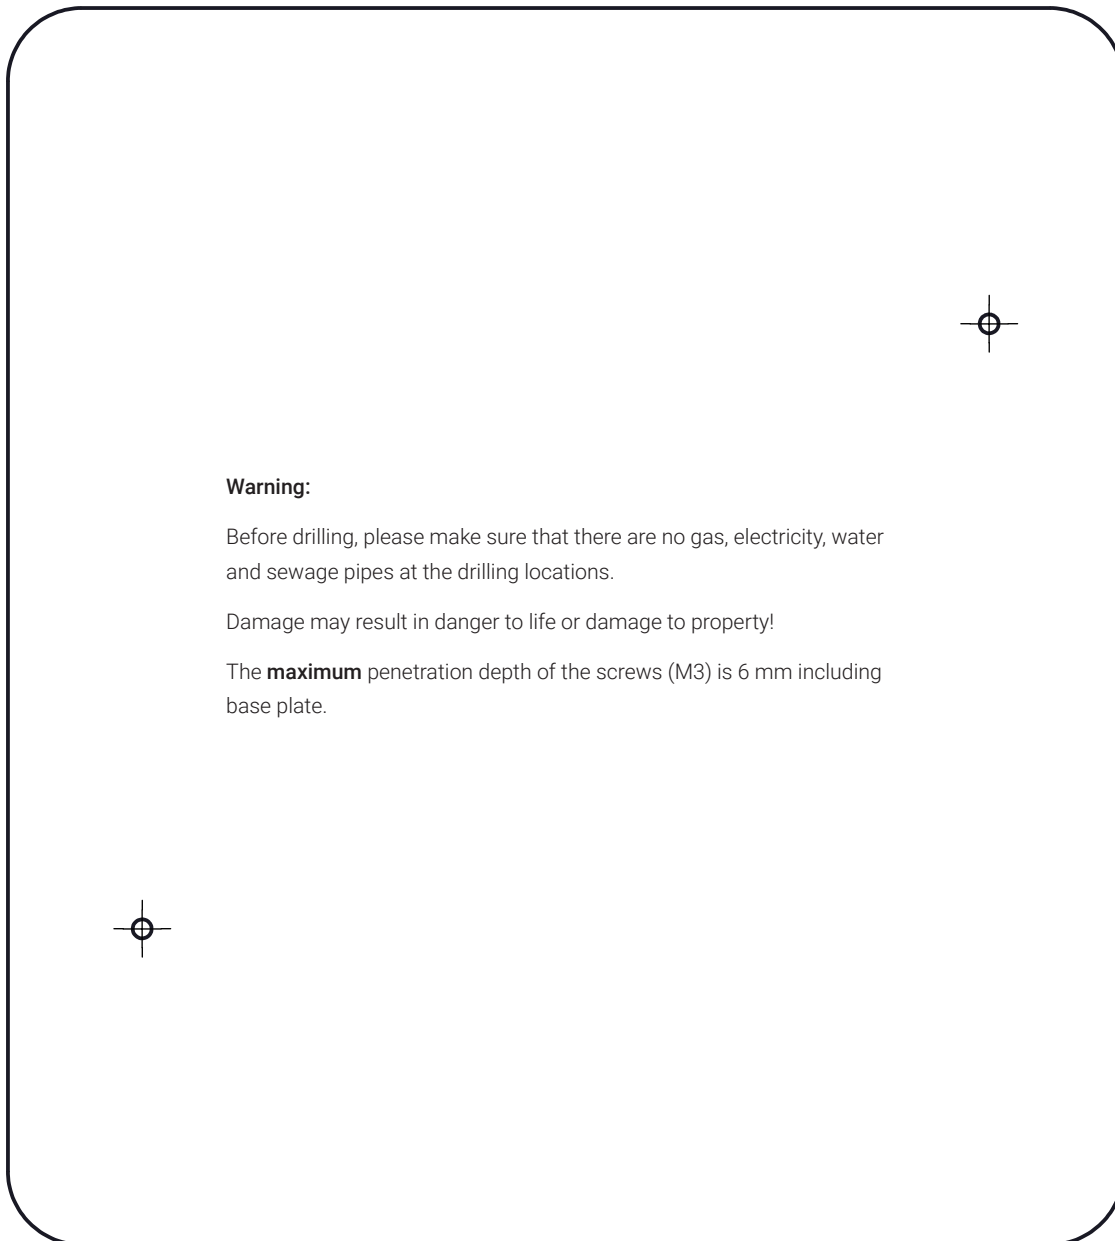 Warning:
Before drilling, please make sure that there are no gas, electricity, water
and sewage pipes at the drilling locations.
Damage may result in danger to life or damage to property!
The maximum penetration depth of the screws (M3) is 6 mm including
base plate.